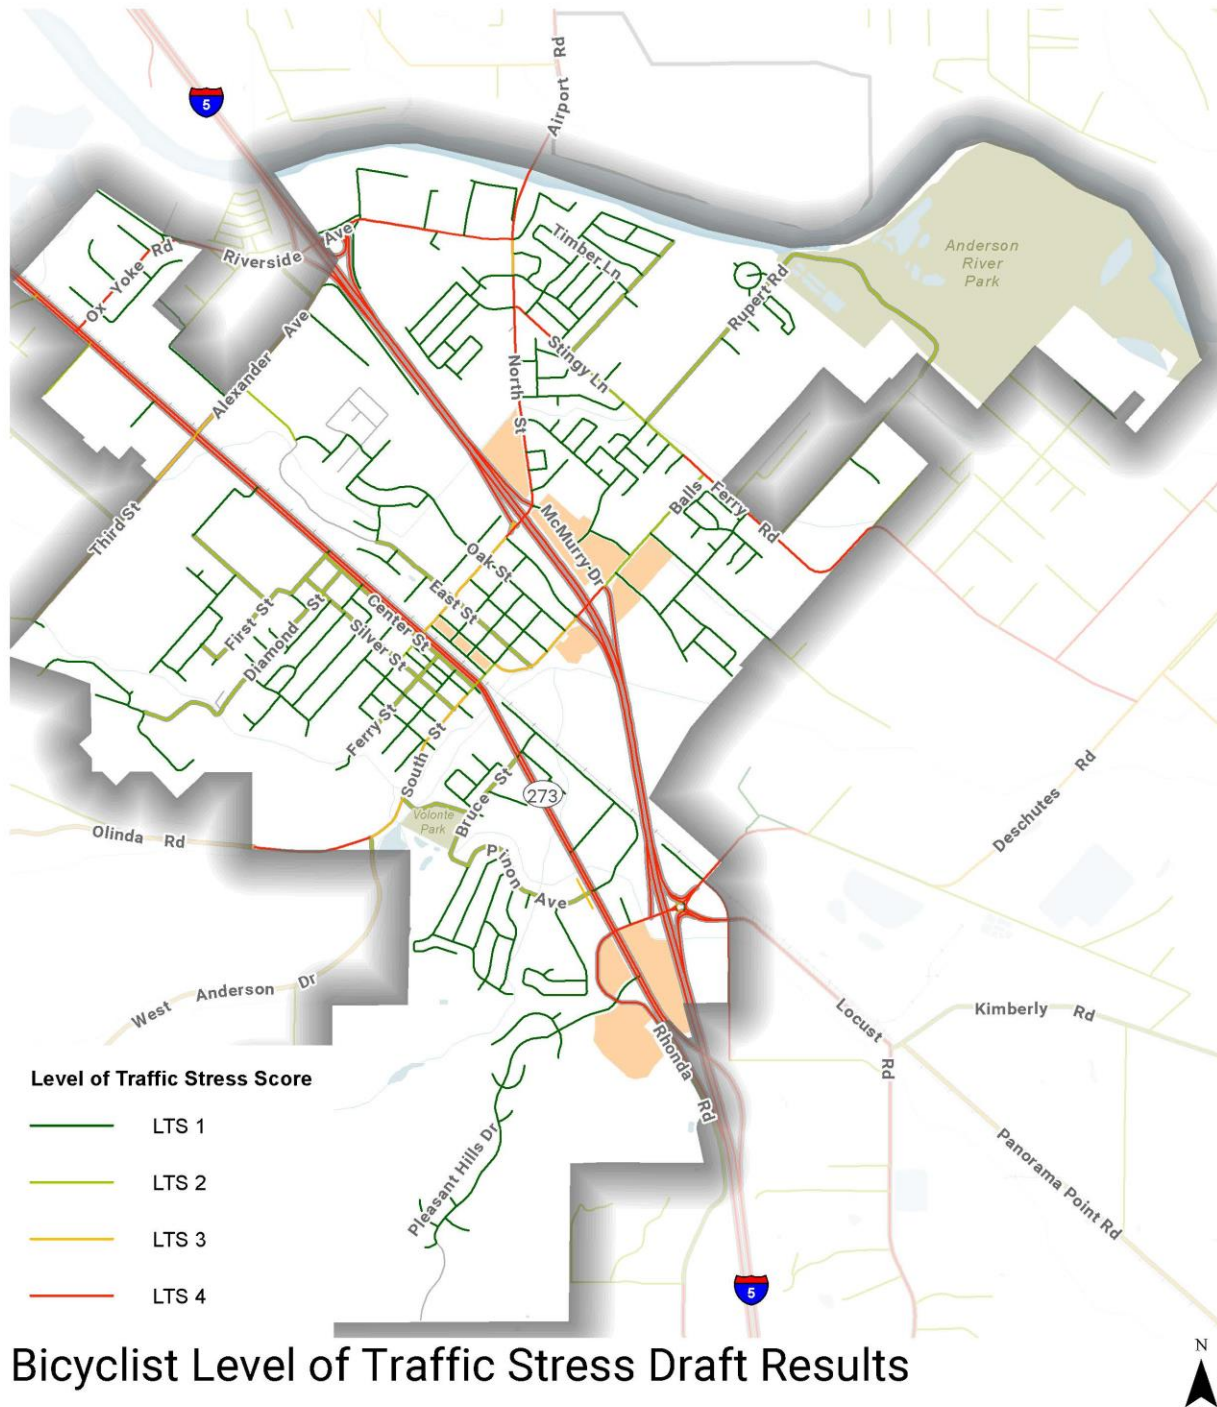 5
Airport Rd
Anderson
River
Park
Timber Ln
Riverside Ave
Ox Yoke Rd
Rupert Rd
Alexander Ave
Stingy Ln
North St
Balls Ferry Rd
McMurry Dr
Third St
Oak St
East St
Center St
First St
Diamond St
Silver St
Ferry St
South St
Bruce St
273
Volonte
Park
Olinda Rd
Pinon Ave
Deschutes Rd
West Anderson Dr
Locust Rd
Kimberly Rd
Rhonda Rd
Panorama Point Rd
Pleasant Hills Dr
5
Level of Traffic Stress Score
LTS 1
LTS 2
LTS 3
LTS 4
Bicyclist Level of Traffic Stress Draft Results
N